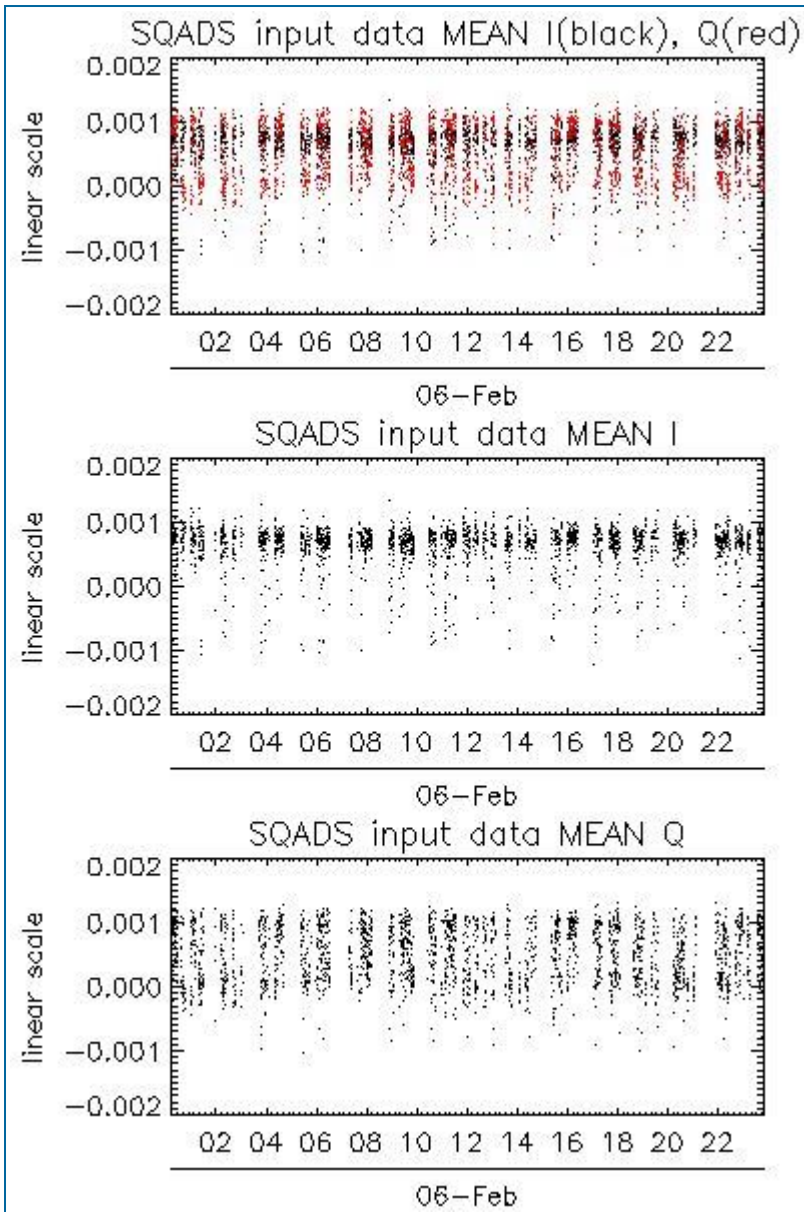 SQADS input data MEAN I(black), Q(red)
linear scale
0.002
0.001
0.000
−0.001
−0.002
02 04 06 08 10 12 14 16 18 20 22
06−Feb
SQADS input data MEAN I
linear scale
0.002
0.001
0.000
−0.001
−0.002
02 04 06 08 10 12 14 16 18 20 22
06−Feb
SQADS input data MEAN Q
linear scale
0.002
0.001
0.000
−0.001
−0.002
02 04 06 08 10 12 14 16 18 20 22
06−Feb